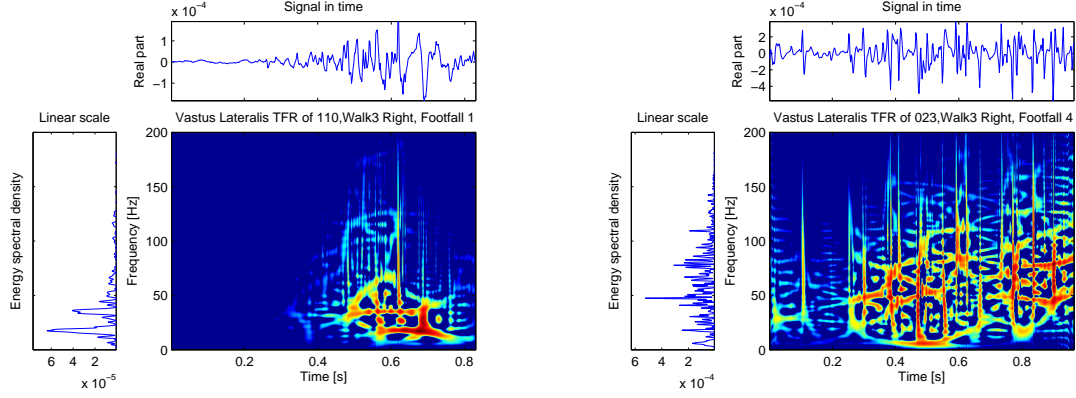 x 10⁻⁴
Signal in time
1
0
−1
Real part
Linear scale
Vastus Lateralis TFR of 110,Walk3 Right, Footfall 1
200
150
100
50
0
Energy spectral density
Frequency [Hz]
6 4 2
x 10⁻⁵
0.2 0.4 0.6 0.8
Time [s]
x 10⁻⁴
Signal in time
2
0
−2
−4
Real part
Linear scale
Vastus Lateralis TFR of 023,Walk3 Right, Footfall 4
200
150
100
50
0
Energy spectral density
Frequency [Hz]
6 4 2
x 10⁻⁴
0 0.2 0.4 0.6 0.8
Time [s]